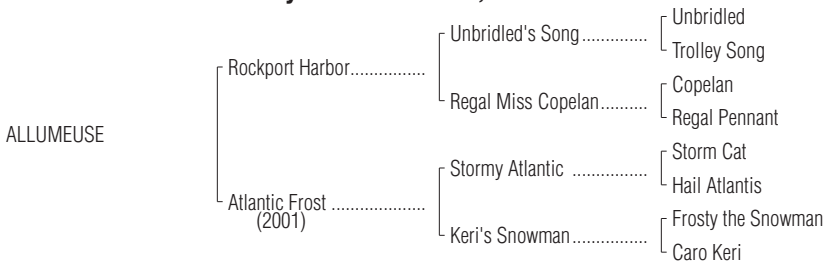 Unbridled
Unbridled's Song..............
Trolley Song
Rockport Harbor................
Copelan
Regal Miss Copelan..........
Regal Pennant
ALLUMEUSE
Storm Cat
Stormy Atlantic ................
Hail Atlantis
Atlantic Frost ....................
(2001)
Frosty the Snowman
Keri's Snowman................
Caro Keri